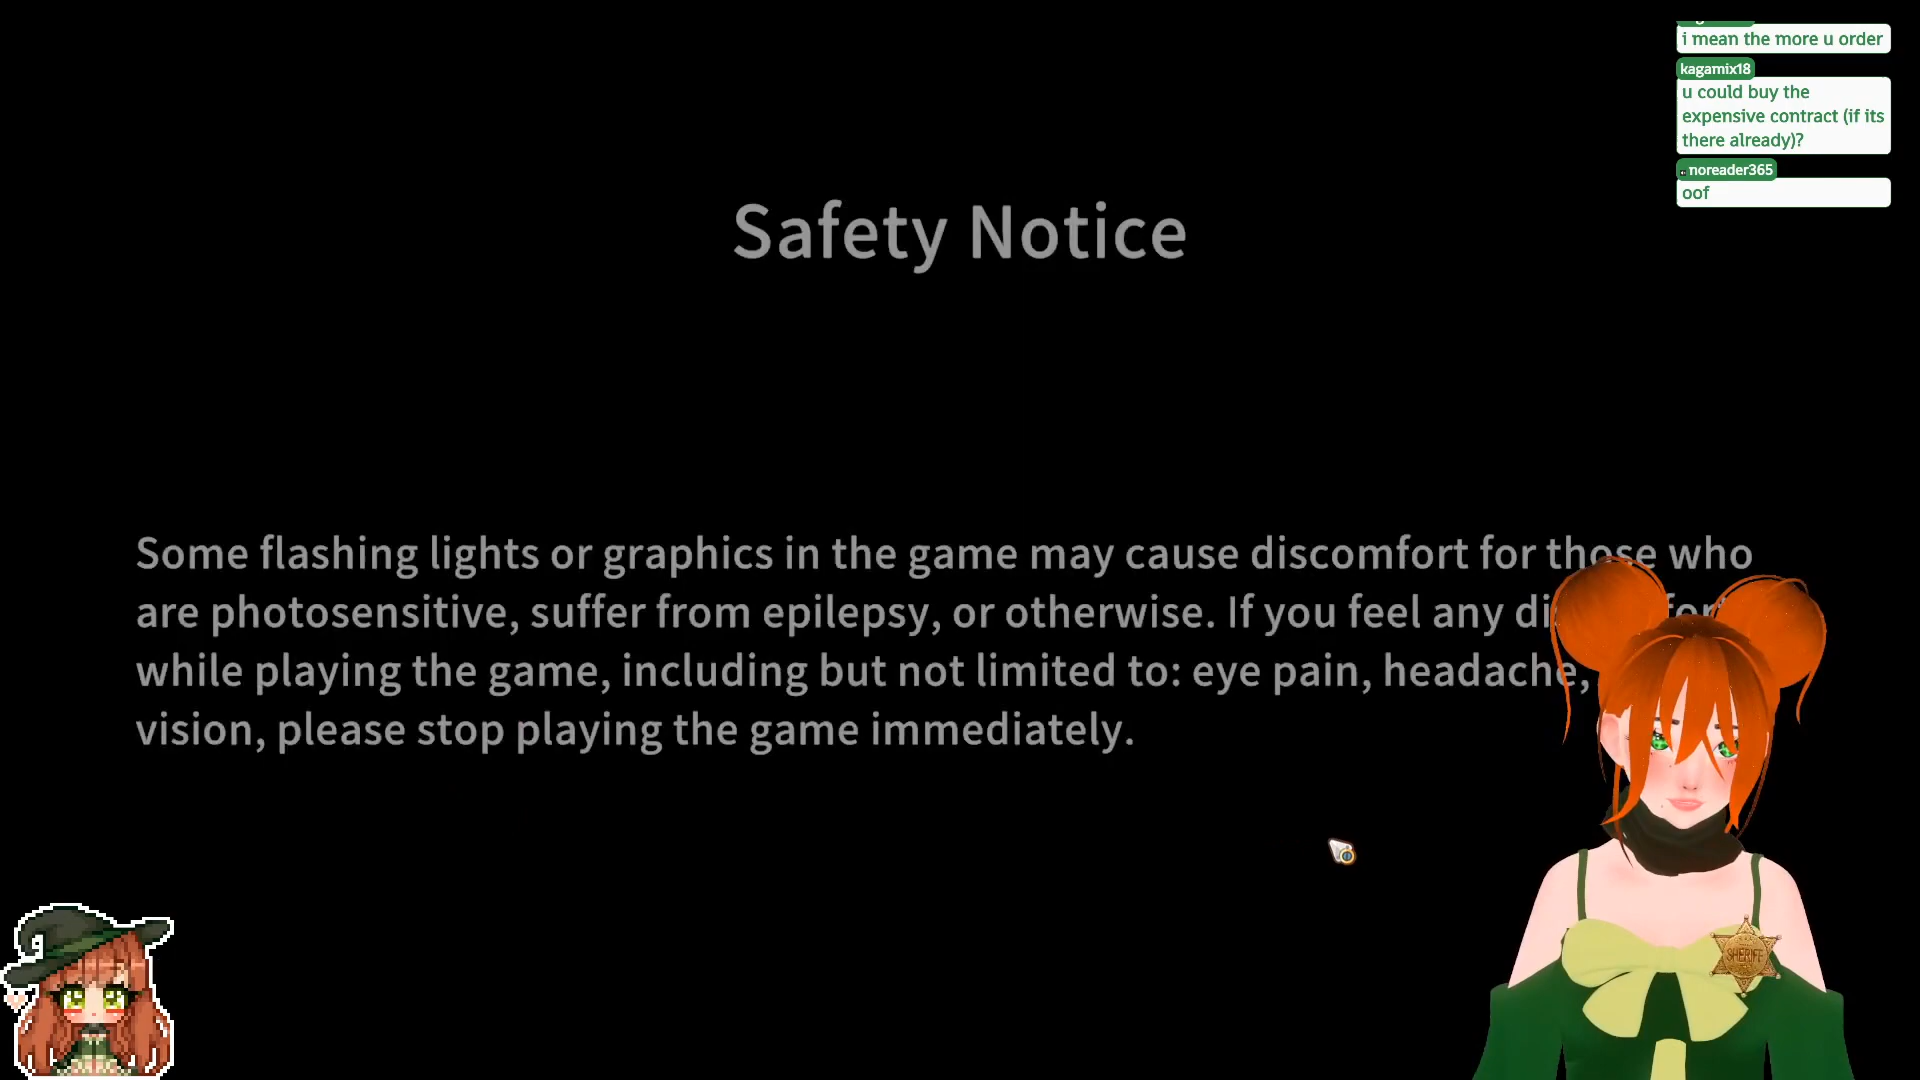 i mean the more u order
kagamix18
u could buy the
expensive contract (if its
there already)?
noreader365
oof
Safety Notice
Some flashing lights or graphics in the game may cause discomfort for those who
are photosensitive, suffer from epilepsy, or otherwise. If you feel any
while playing the game, including but not limited to: eye pain, headache,
vision, please stop playing the game immediately.
SHERIFF